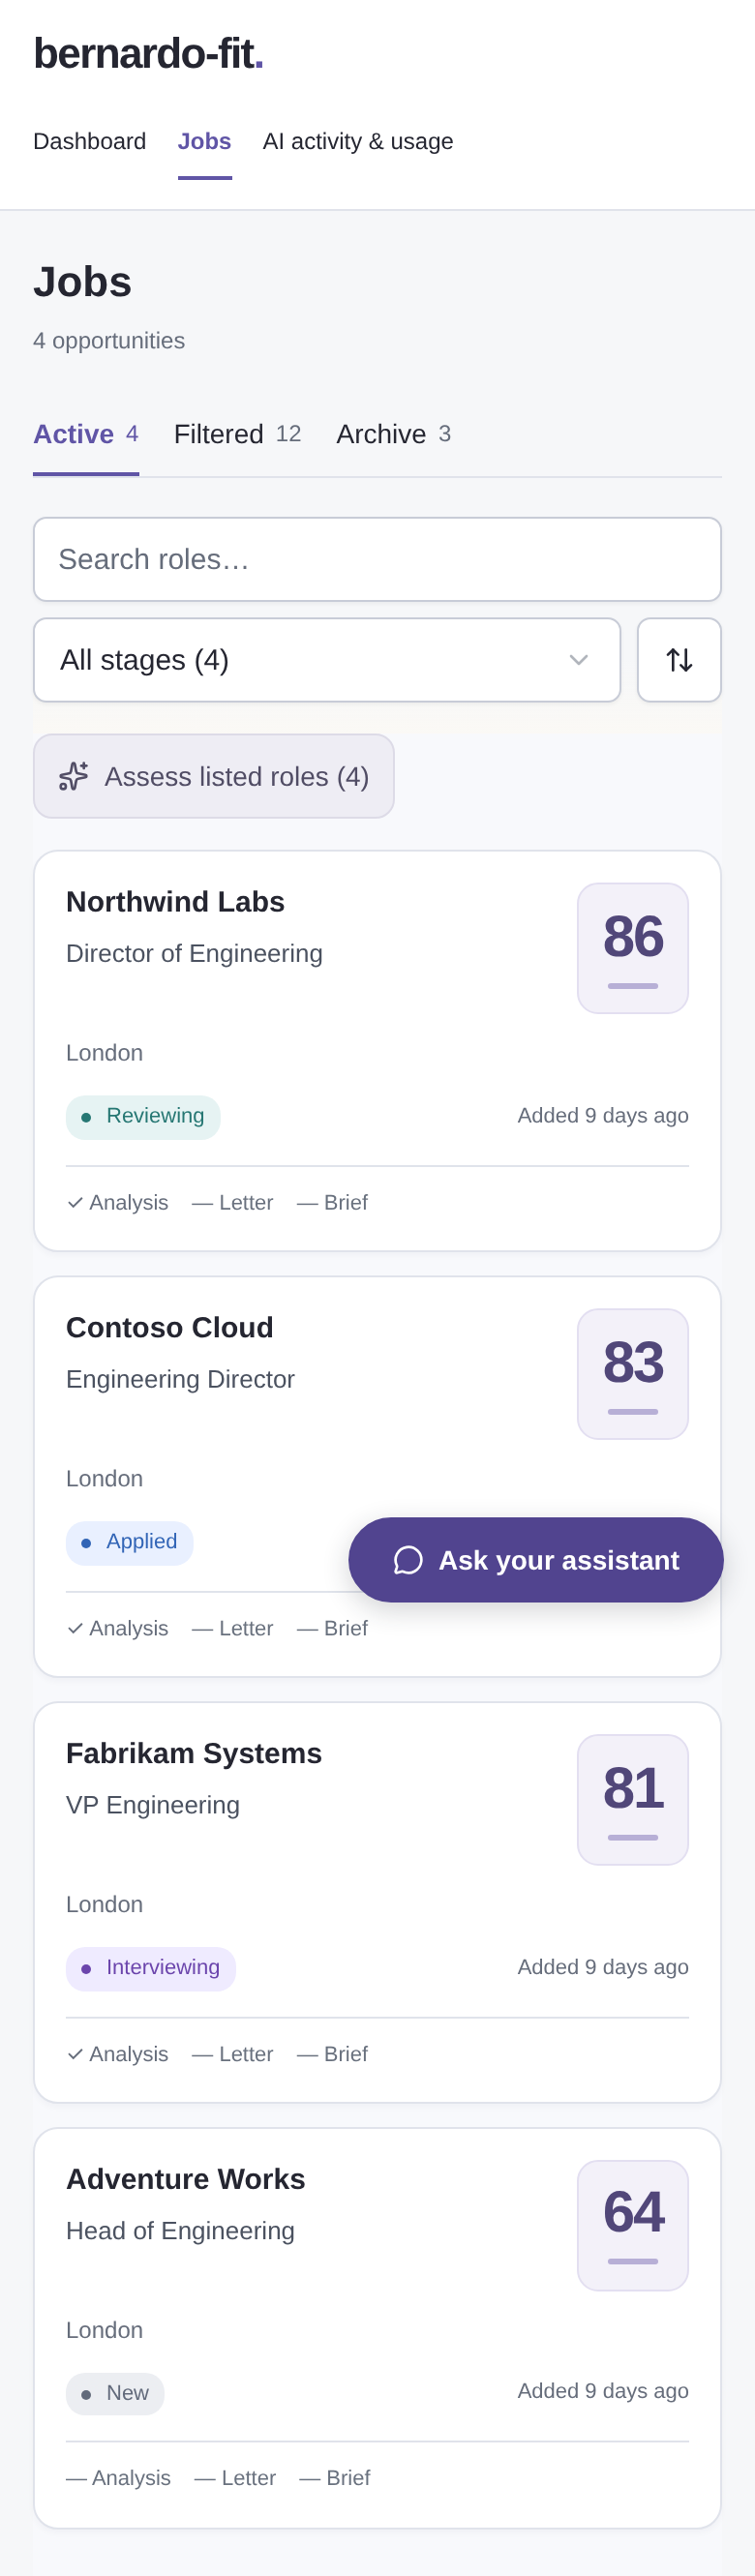 bernardo-fit.
Dashboard Jobs AI activity & usage
Jobs
4 opportunities
Active 4 Filtered 12 Archive 3
Search roles…
All stages (4)
Assess listed roles (4)
Northwind Labs
86
Director of Engineering
London
Reviewing Added 9 days ago
Analysis — Letter — Brief
Contoso Cloud
83
Engineering Director
London
Applied
Ask your assistant
Analysis — Letter — Brief
Fabrikam Systems
81
VP Engineering
London
Interviewing Added 9 days ago
Analysis — Letter — Brief
Adventure Works
64
Head of Engineering
London
New Added 9 days ago
— Analysis — Letter — Brief